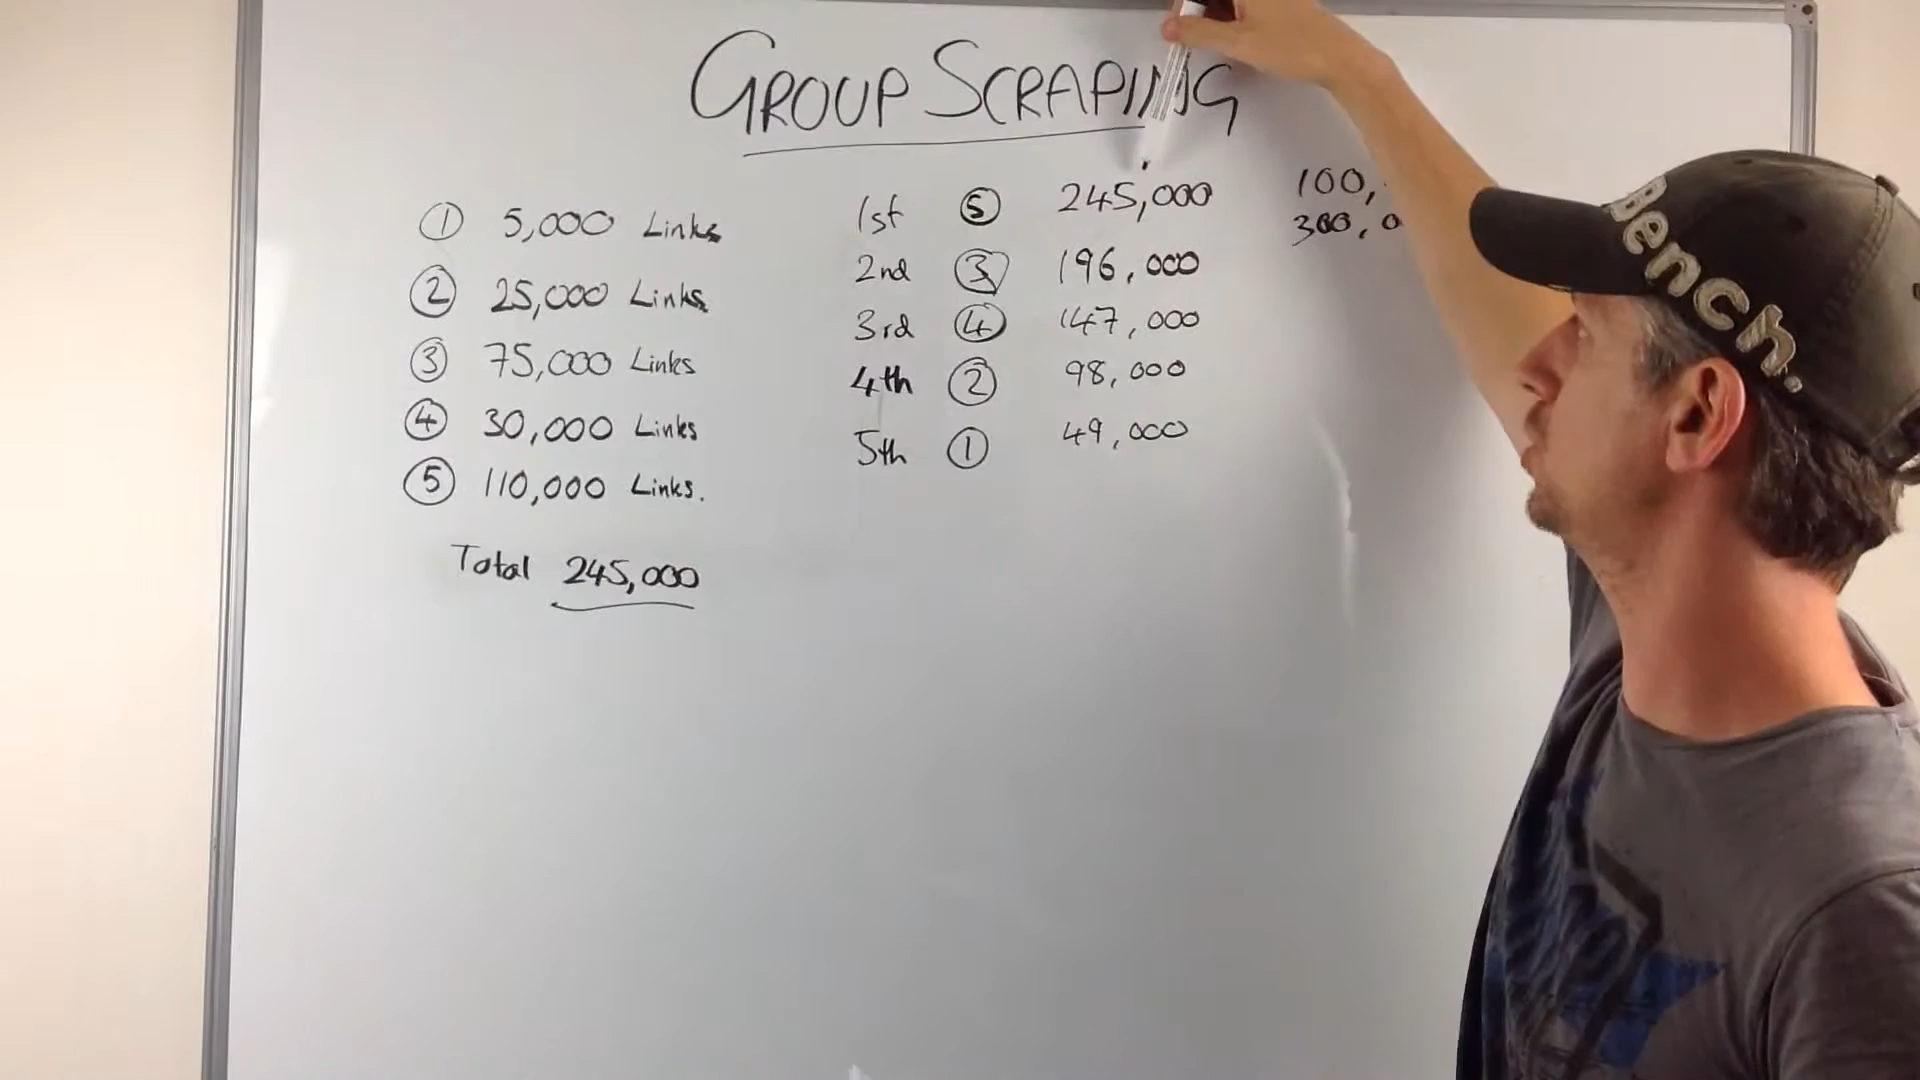 GROUP SCRAPING
① 5,000 Links
② 25,000 Links
③ 75,000 Links
④ 30,000 Links
⑤ 110,000 Links.
Total 245,000
1st ⑤ 245,000
2nd ③ 196,000
3rd ④ 147,000
4th ② 98,000
5th ① 49,000
100,
300,0
Bench.